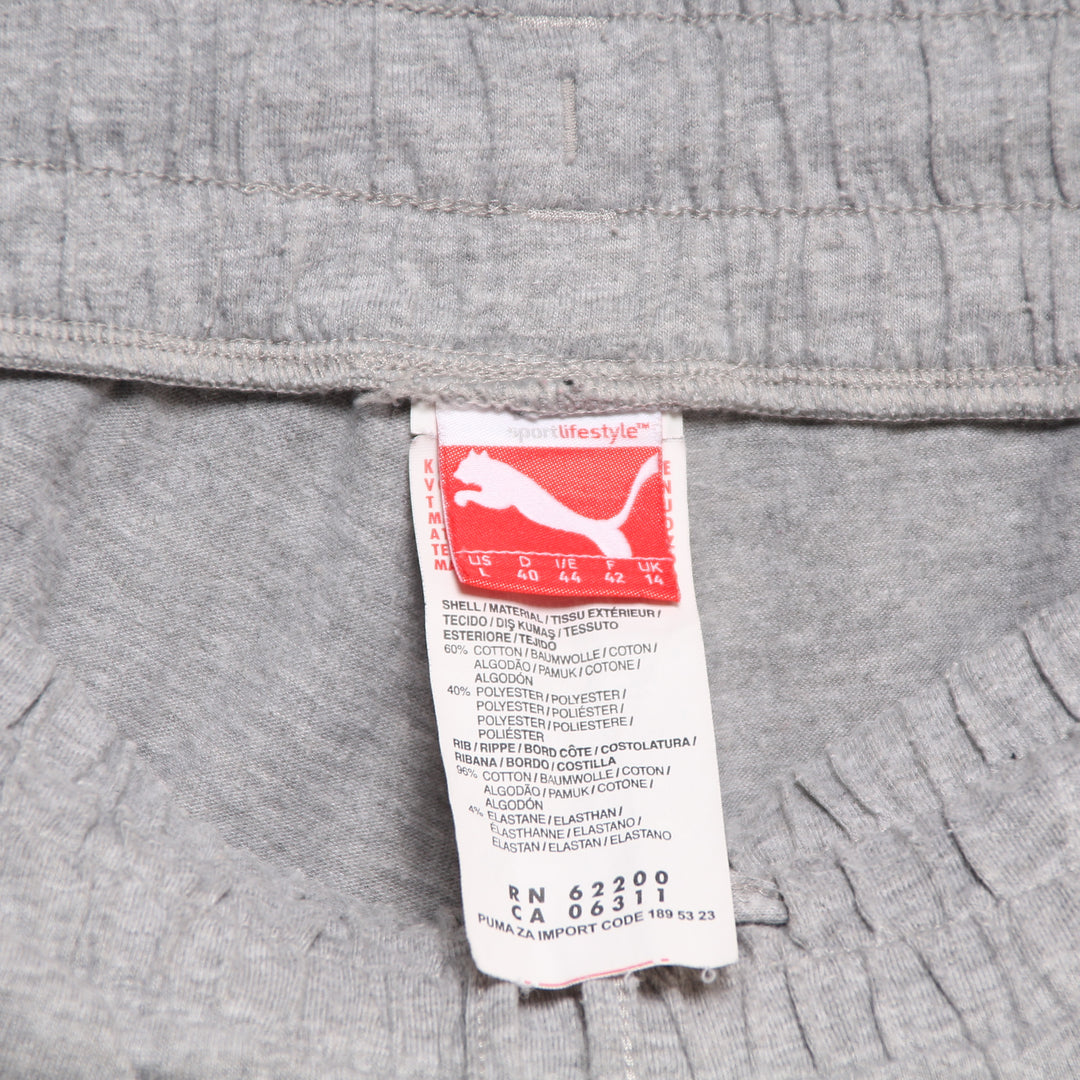 sportlifestyle™
US D I/E F UK
L 40 44 42 14
SHELL / MATERIAL / TISSU EXTÉRIEUR /
TECIDO / DIŞ KUMAŞ / TESSUTO
ESTERIORE / TEJIDO
60% COTTON / BAUMWOLLE / COTON /
ALGODÃO / PAMUK / COTONE /
ALGODÓN
40% POLYESTER / POLYESTER /
POLYESTER / POLIÉSTER /
POLYESTER / POLIESTERE /
POLIÉSTER
RIB / RIPPE / BORD CÔTE / COSTOLATURA /
RIBANA / BORDO / COSTILLA
96% COTTON / BAUMWOLLE / COTON /
ALGODÃO / PAMUK / COTONE /
ALGODÓN
4% ELASTANE / ELASTHAN /
ÉLASTHANNE / ELASTANO /
ELASTAN / ELASTAN / ELASTANO
RN 62200
CA 06311
PUMA ZA IMPORT CODE 189 53 23